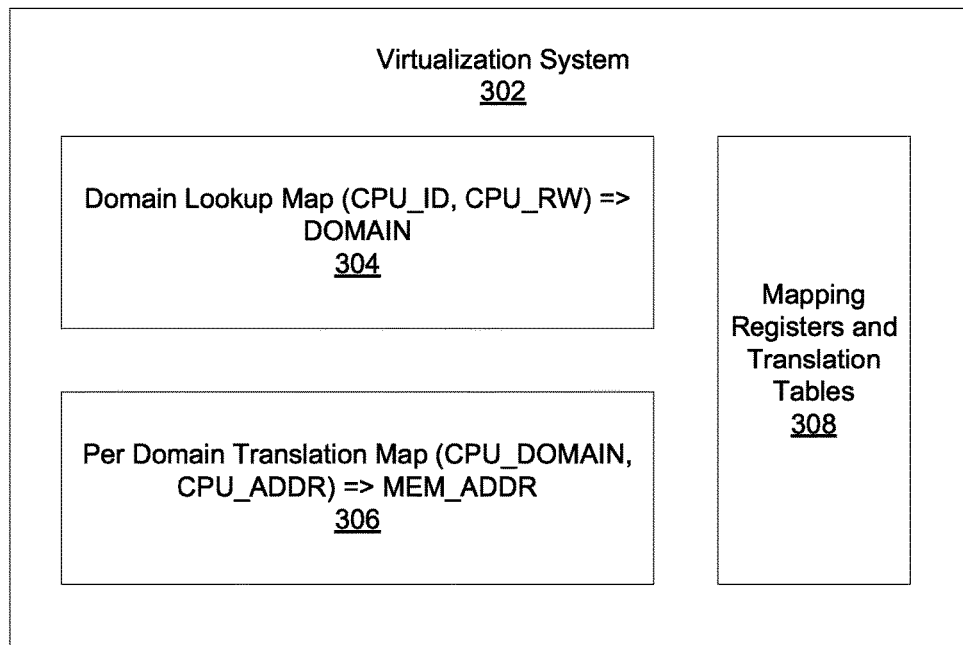 Virtualization System
302
Domain Lookup Map (CPU_ID, CPU_RW) =>
DOMAIN
304
Per Domain Translation Map (CPU_DOMAIN,
CPU_ADDR) => MEM_ADDR
306
Mapping
Registers and
Translation
Tables
308